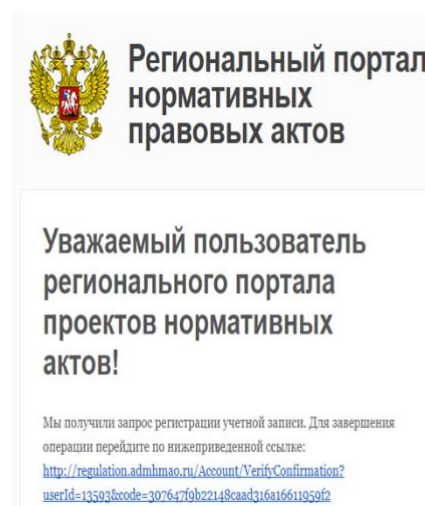 Региональный портал
нормативных
правовых актов
Уважаемый пользователь
регионального портала
проектов нормативных
актов!
Мы получили запрос регистрации учетной записи. Для завершения
операции перейдите по нижеприведенной ссылке:
http://regulation.admhmao.ru/Account/VerifyConfirmation?
userId=13593&code=307647f9b22148caad316a16611959f2